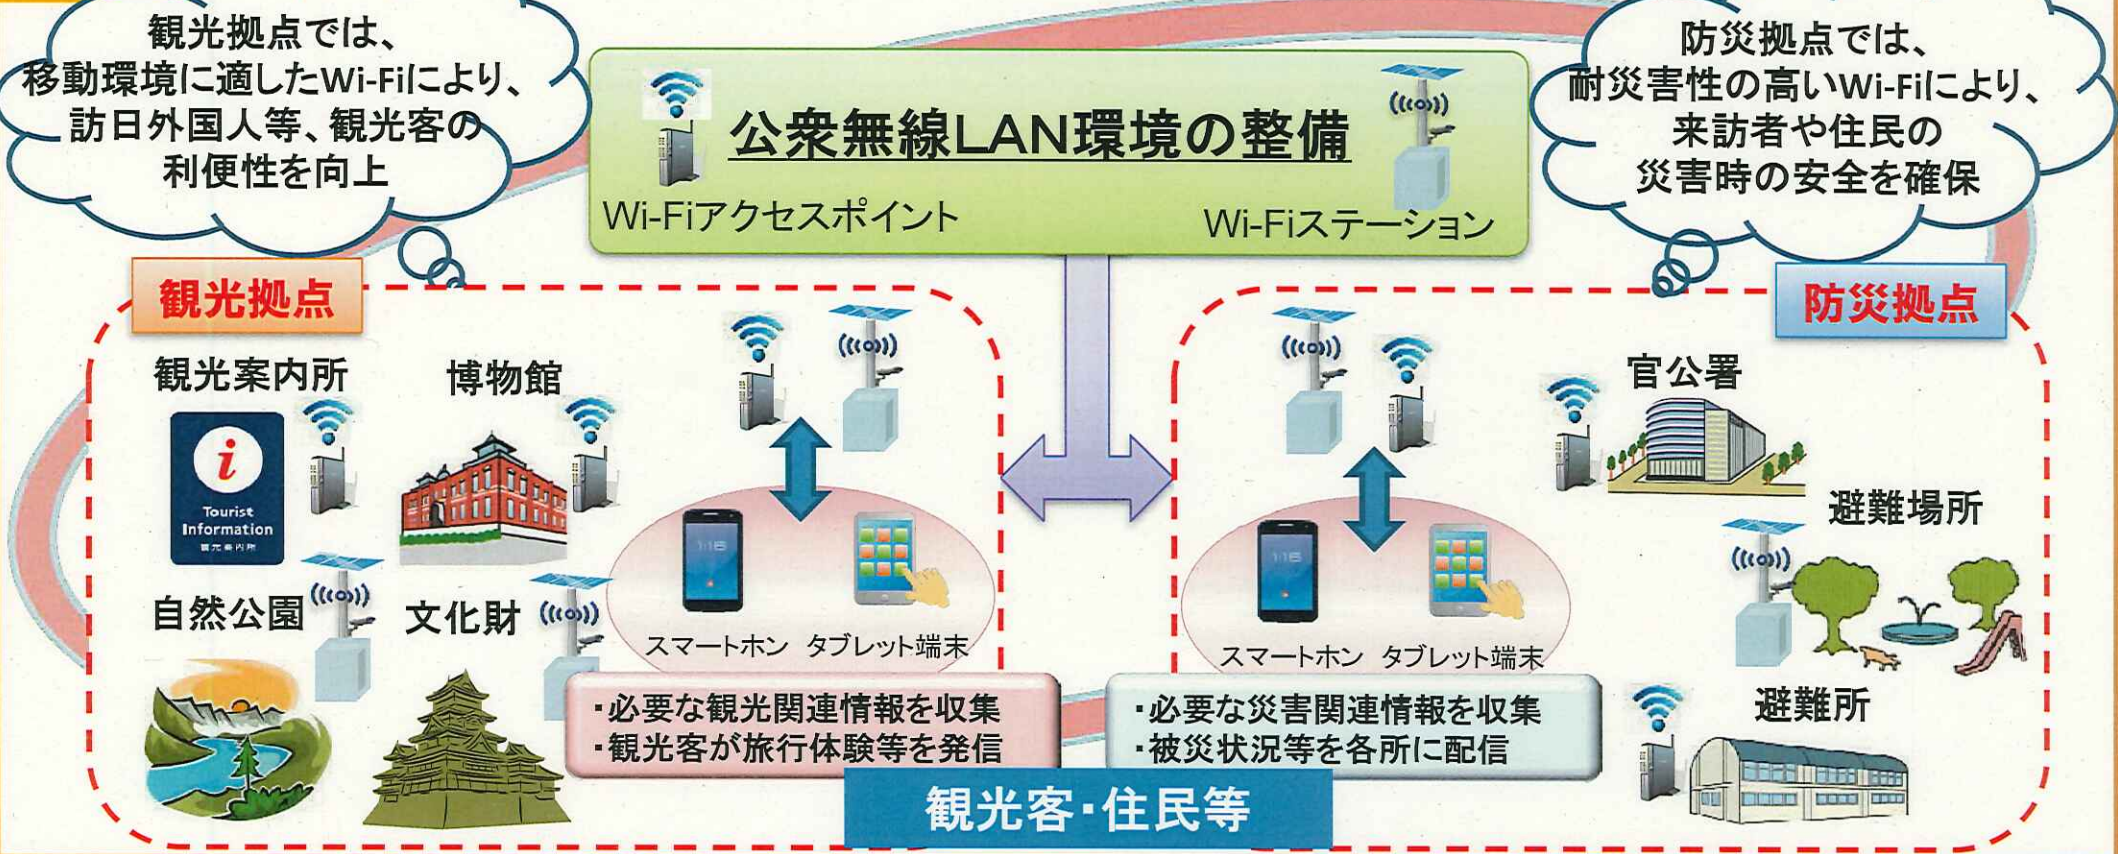 観光拠点では、
移動環境に適したWi-Fiにより、
訪日外国人等、観光客の
利便性を向上
公衆無線LAN環境の整備
Wi-Fiアクセスポイント
Wi-Fiステーション
防災拠点では、
耐災害性の高いWi-Fiにより、
来訪者や住民の
災害時の安全を確保
観光拠点
観光案内所
博物館
i
Tourist
Information
観光案内所
自然公園
文化財
1:15
スマートホン タブレット端末
・必要な観光関連情報を収集
・観光客が旅行体験等を発信
防災拠点
官公署
避難場所
1:15
スマートホン タブレット端末
・必要な災害関連情報を収集
・被災状況等を各所に配信
避難所
観光客・住民等